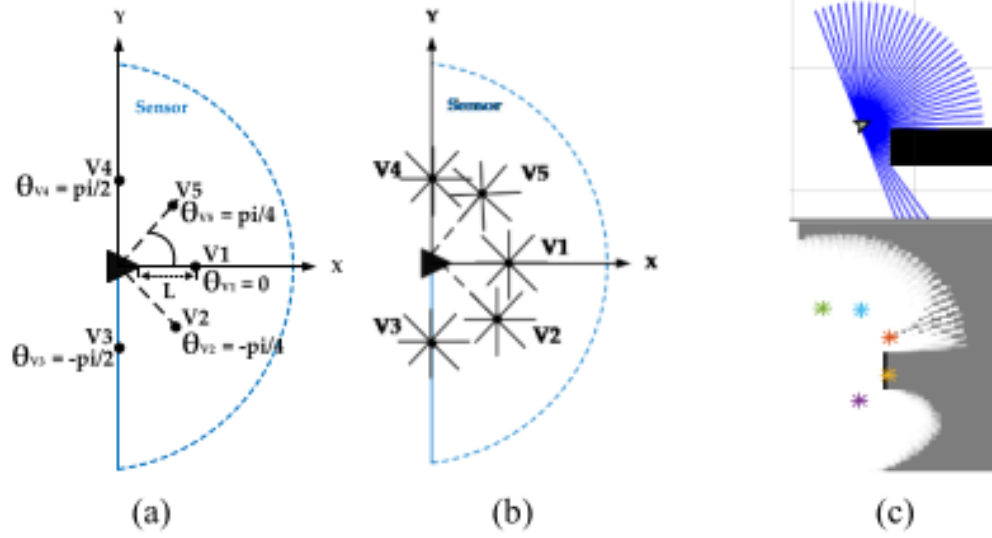 Y
Sensor
V4
θV4 = pi/2
V5
θV5 = pi/4
V1
X
L
θV1 = 0
V2
V3
θV2 = -pi/4
θV3 = -pi/2
(a)
Y
Sensor
V4
V5
V1
X
V3
V2
(b)
(c)